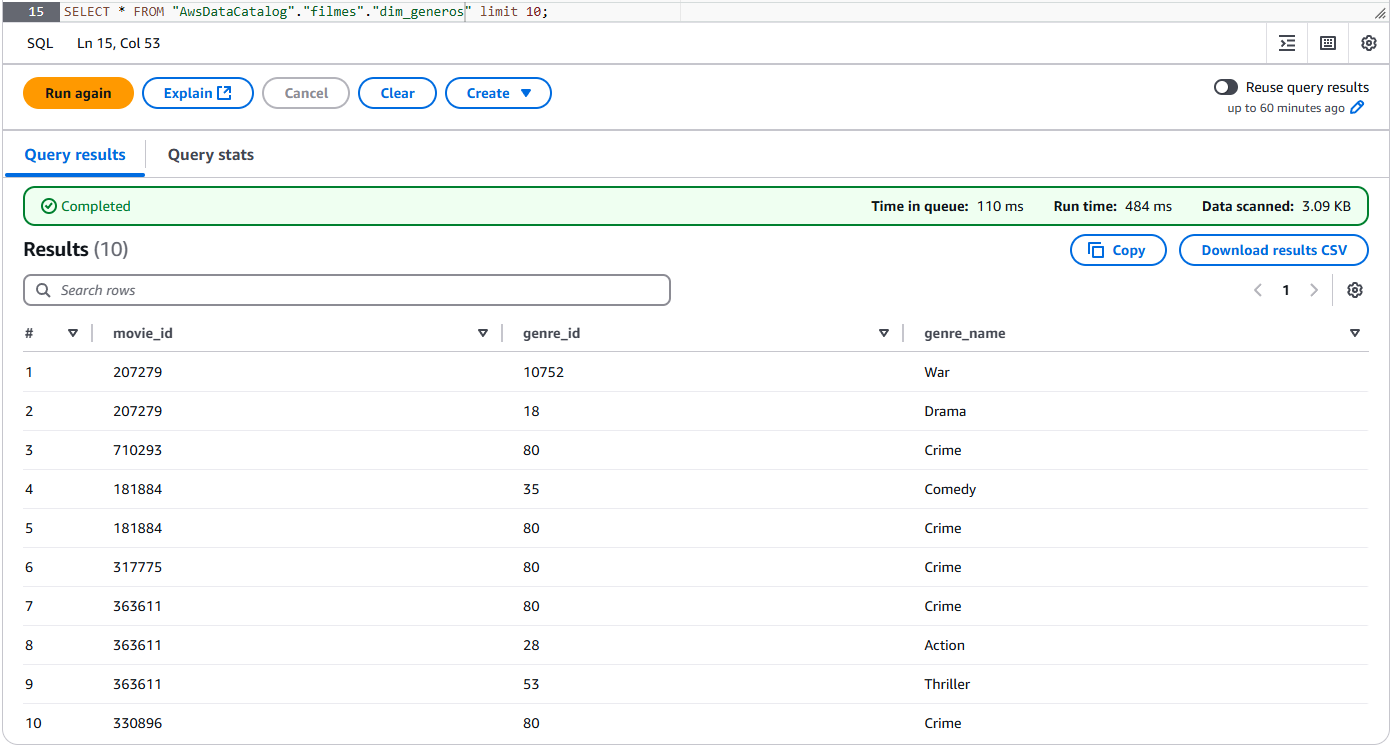 15 SELECT * FROM "AwsDataCatalog"."filmes"."dim_generos" limit 10;
SQL Ln 15, Col 53
Run again Explain Cancel Clear Create
Reuse query results
up to 60 minutes ago
Query results Query stats
Completed Time in queue: 110 ms Run time: 484 ms Data scanned: 3.09 KB
Results (10) Copy Download results CSV
Search rows 1
# movie_id genre_id genre_name
1 207279 10752 War
2 207279 18 Drama
3 710293 80 Crime
4 181884 35 Comedy
5 181884 80 Crime
6 317775 80 Crime
7 363611 80 Crime
8 363611 28 Action
9 363611 53 Thriller
10 330896 80 Crime